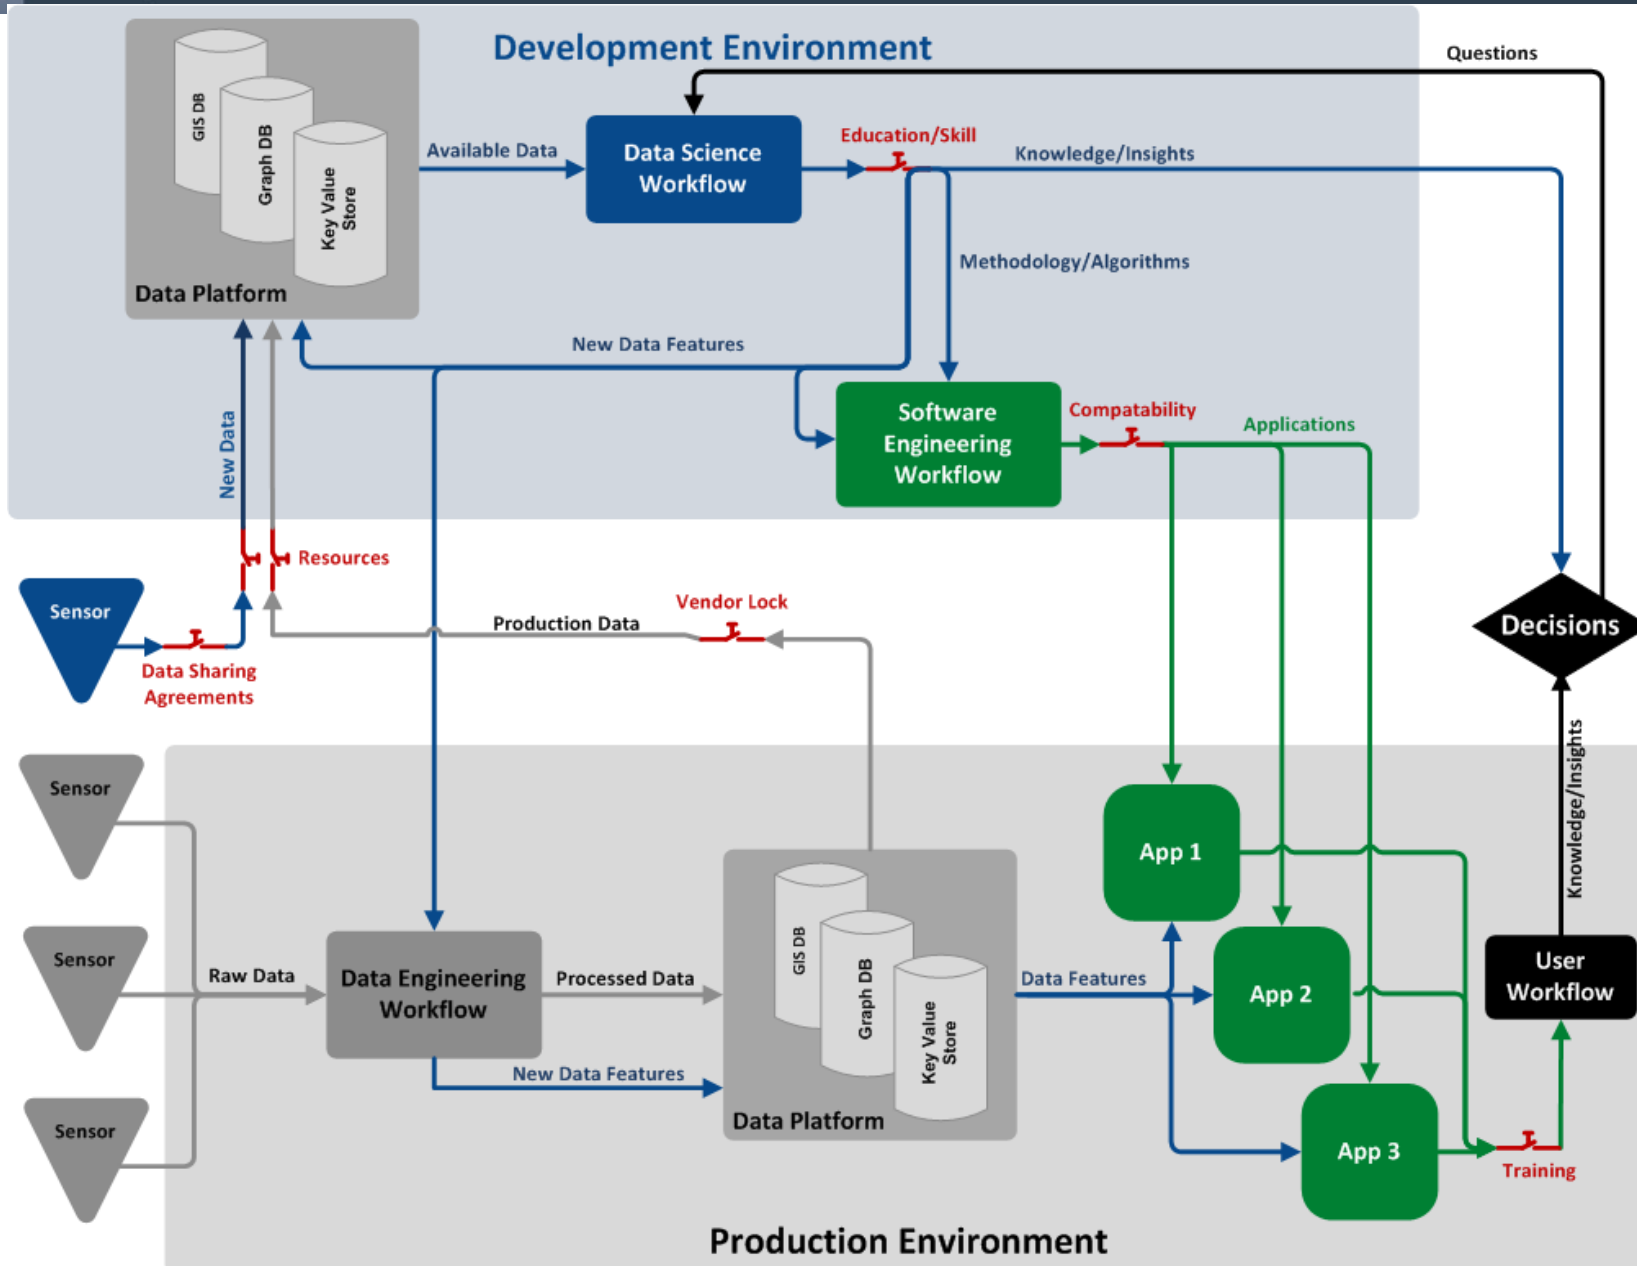 Development Environment
Questions
GIS DB
Graph DB
Key Value
Store
Data Platform
Available Data
Data Science
Workflow
Education/Skill
Knowledge/Insights
Methodology/Algorithms
New Data Features
New Data
Software
Engineering
Workflow
Compatability
Applications
Resources
Sensor
Data Sharing
Agreements
Production Data
Vendor Lock
Decisions
Knowledge/Insights
Sensor
Sensor
Sensor
Raw Data
Data Engineering
Workflow
Processed Data
New Data Features
GIS DB
Graph DB
Key Value
Store
Data Platform
Data Features
App 1
App 2
App 3
User
Workflow
Training
Production Environment